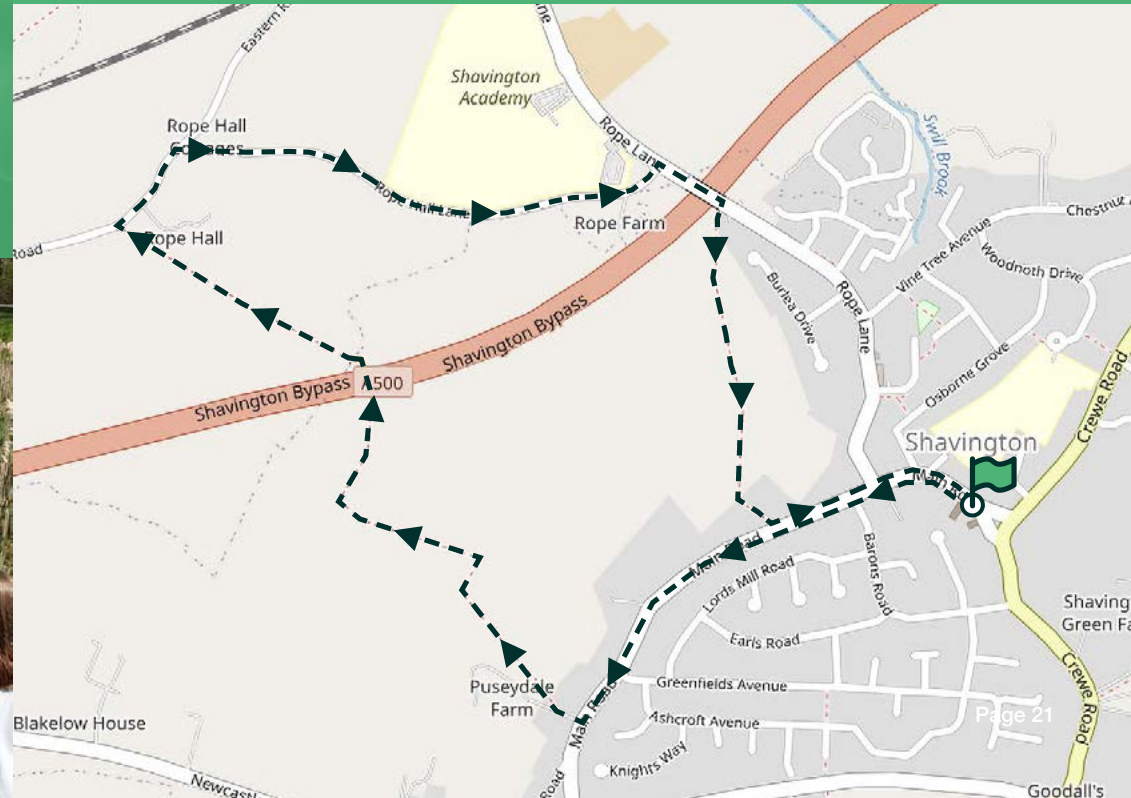 Eastern R
ne
Shavington
Academy
Rope Lane
Swill Brook
Rope Hall
Cottages
Rope Hall Lane
Rope Farm
Chestnut
Vine Tree Avenue
Woodnoth Drive
Road
Rope Hall
Burlea Drive
Rope Lane
Shavington Bypass
Shavington Bypass
A500
Osborne Grove
Crewe Road
Shavington
Main Road
Main Road
Lords Mill Road
Barons Road
Earls Road
Shaving
Green Fa
Puseydale
Farm
Greenfields Avenue
Crewe Road
Main Road
Ashcroft Avenue
Page 21
Blakelow House
Knights Way
Newcastl
Road
Goodall's